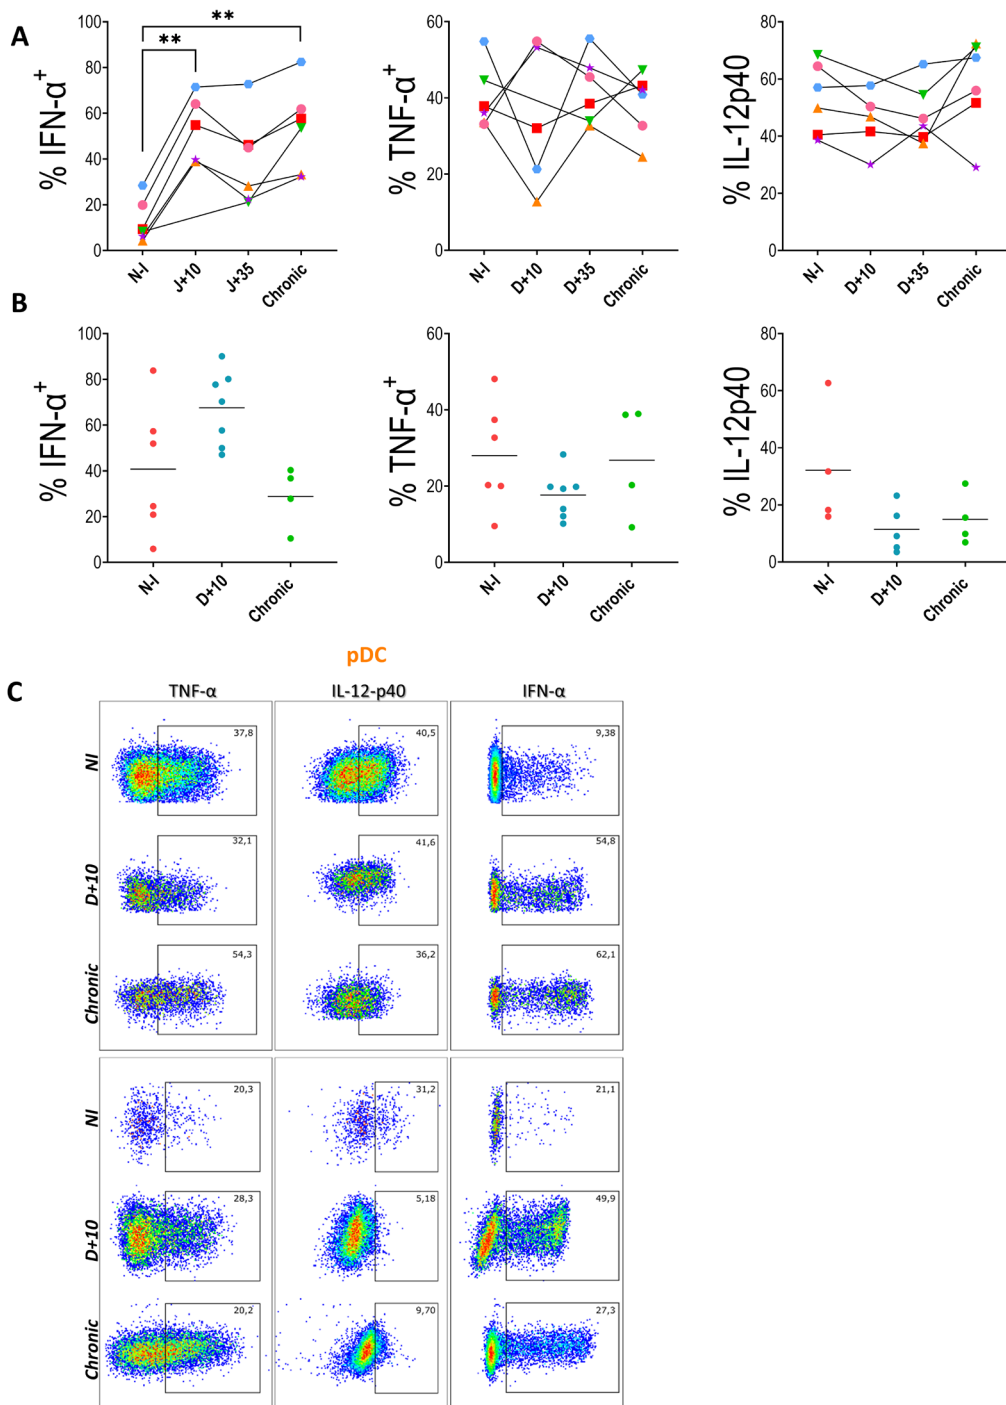 A
% IFN-α+
100
80
60
40
20
0
**
**
N-I
J+10
J+35
Chronic
% TNF-α+
60
40
20
0
N-I
D+10
D+35
Chronic
% IL-12p40
80
60
40
20
0
N-I
D+10
D+35
Chronic
B
% IFN-α+
100
80
60
40
20
0
N-I
D+10
Chronic
% TNF-α+
60
40
20
0
N-I
D+10
Chronic
% IL-12p40
80
60
40
20
0
N-I
D+10
Chronic
pDC
C
TNF-α IL-12-p40 IFN-α
NI 37,8 40,5 9,38
D+10 32,1 41,6 54,8
Chronic 54,3 36,2 62,1
NI 20,3 31,2 21,1
D+10 28,3 5,18 49,9
Chronic 20,2 9,70 27,3